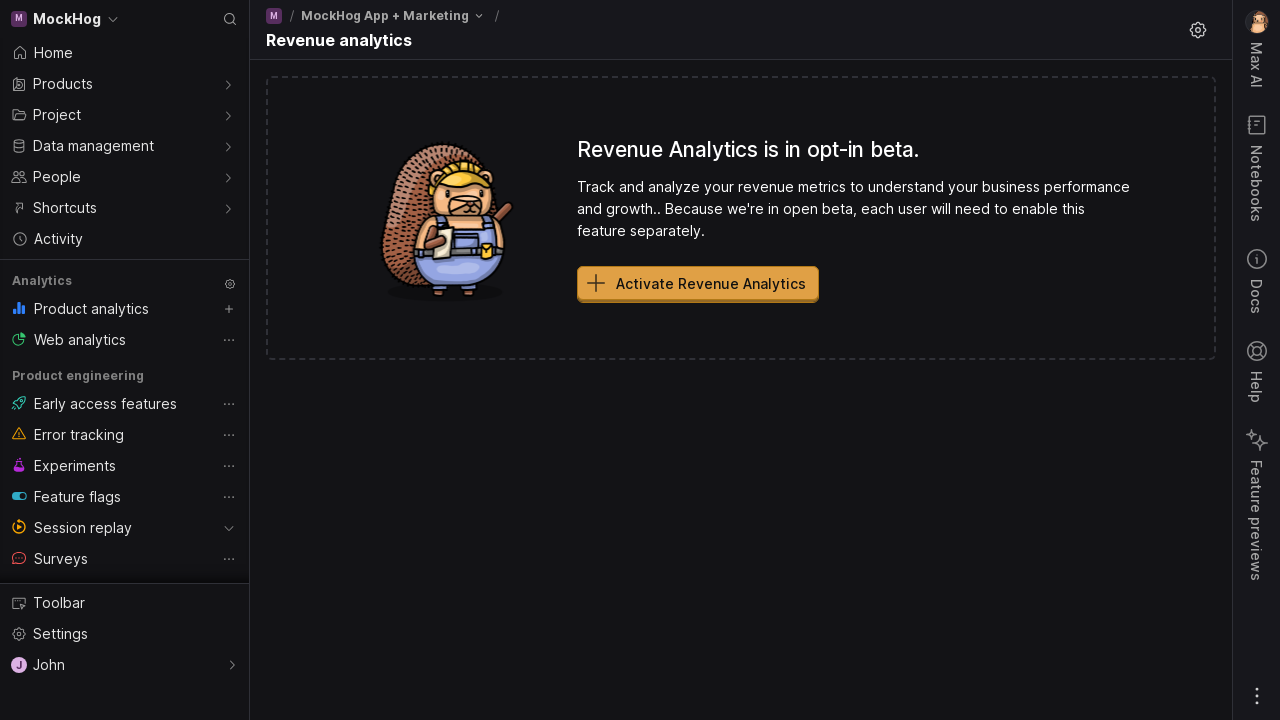 M MockHog
Home
Products
Project
Data management
People
Shortcuts
Activity
Analytics
Product analytics
Web analytics
Product engineering
Early access features
Error tracking
Experiments
Feature flags
Session replay
Surveys
Toolbar
Settings
J John
M / MockHog App + Marketing /
Revenue analytics
Revenue Analytics is in opt-in beta.
Track and analyze your revenue metrics to understand your business performance
and growth.. Because we're in open beta, each user will need to enable this
feature separately.
Activate Revenue Analytics
Max AI
Notebooks
Docs
Help
Feature previews